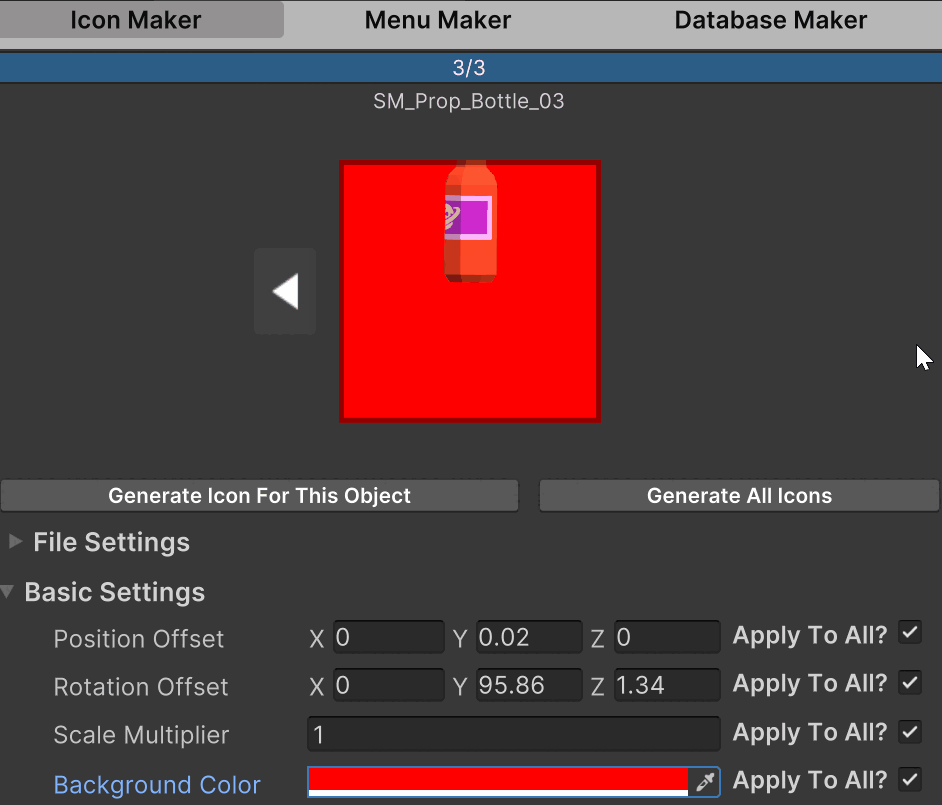 Icon Maker Menu Maker Database Maker
3/3
SM_Prop_Bottle_03
Generate Icon For This Object Generate All Icons
File Settings
Basic Settings
Position Offset X 0 Y 0.02 Z 0 Apply To All?
Rotation Offset X 0 Y 95.86 Z 1.34 Apply To All?
Scale Multiplier 1 Apply To All?
Background Color Apply To All?